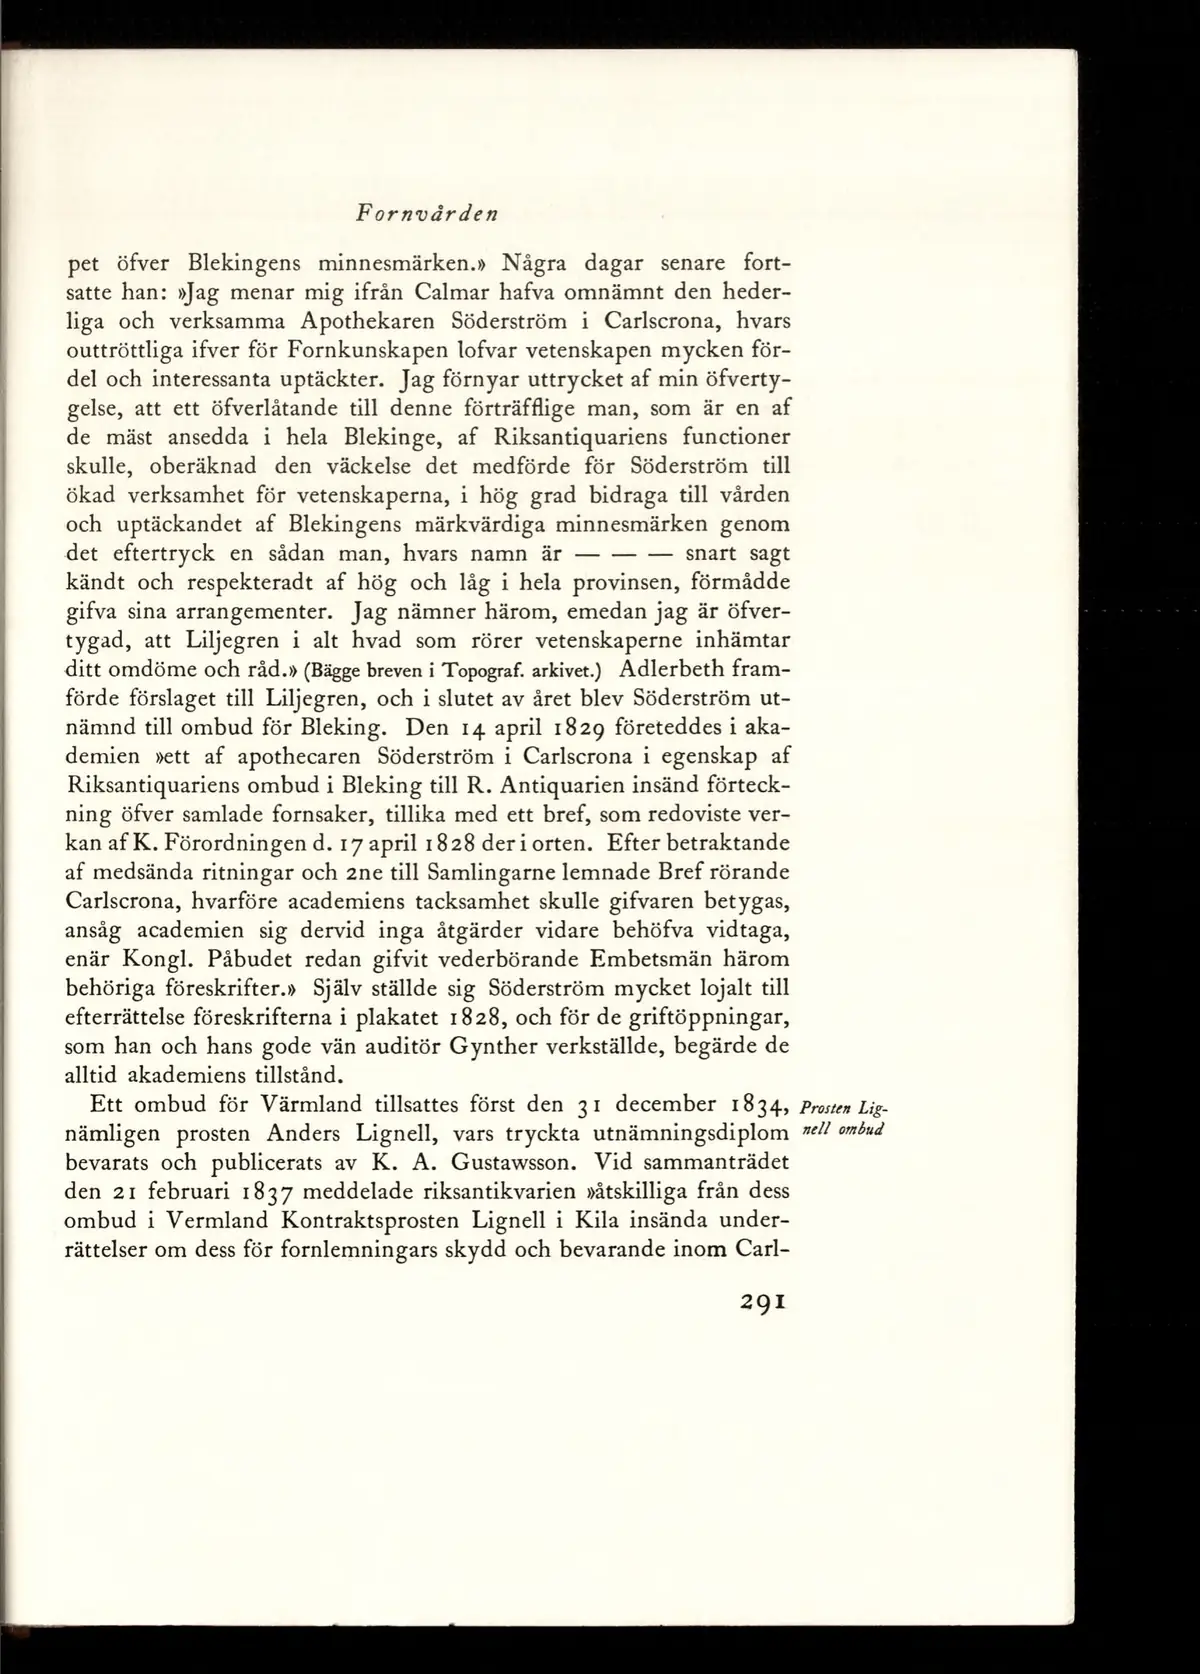 Fornvården
pet öfver Blekingens minnesmärken.» Några dagar senare fort-
satte han: »Jag menar mig ifrån Calmar hafva omnämnt den heder-
liga och verksamma Apothekaren Söderström i Carlscrona, hvars
outtröttliga ifver för Fornkunskapen lofvar vetenskapen mycken för-
del och interessanta uptäckter. Jag förnyar uttrycket af min öfverty-
gelse, att ett öfverlåtande till denne förträfflige man, som är en af
de mäst ansedda i hela Blekinge, af Riksantiquariens functioner
skulle, oberäknad den väckelse det medförde för Söderström till
ökad verksamhet för vetenskaperna, i hög grad bidraga till vården
och uptäckandet af Blekingens märkvärdiga minnesmärken genom
det eftertryck en sådan man, hvars namn är — — — snart sagt
kändt och respekteradt af hög och låg i hela provinsen, förmådde
gifva sina arrangementer. Jag nämner härom, emedan jag är öfver-
tygad, att Liljegren i alt hvad som rörer vetenskaperne inhämtar
ditt omdöme och råd.» (Bägge breven i Topograf. arkivet.) Adlerbeth fram-
förde förslaget till Liljegren, och i slutet av året blev Söderström ut-
nämnd till ombud för Bleking. Den 14 april 1829 företeddes i aka-
demien »ett af apothecaren Söderström i Carlscrona i egenskap af
Riksantiquariens ombud i Bleking till R. Antiquarien insänd förteck-
ning öfver samlade fornsaker, tillika med ett bref, som redoviste ver-
kan af K. Förordningen d. 17 april 1828 der i orten. Efter betraktande
af medsända ritningar och 2ne till Samlingarne lemnade Bref rörande
Carlscrona, hvarföre academiens tacksamhet skulle gifvaren betygas,
ansåg academien sig dervid inga åtgärder vidare behöfva vidtaga,
enär Kongl. Påbudet redan gifvit vederbörande Embetsmän härom
behöriga föreskrifter.» Själv ställde sig Söderström mycket lojalt till
efterrättelse föreskrifterna i plakatet 1828, och för de griftöppningar,
som han och hans gode vän auditör Gynther verkställde, begärde de
alltid akademiens tillstånd.
Ett ombud för Värmland tillsattes först den 31 december 1834,
nämligen prosten Anders Lignell, vars tryckta utnämningsdiplom
bevarats och publicerats av K. A. Gustawsson. Vid sammanträdet
den 21 februari 1837 meddelade riksantikvarien »åtskilliga från dess
ombud i Vermland Kontraktsprosten Lignell i Kila insända under-
rättelser om dess för fornlemningars skydd och bevarande inom Carl-
Prosten Lig-
nell ombud
291